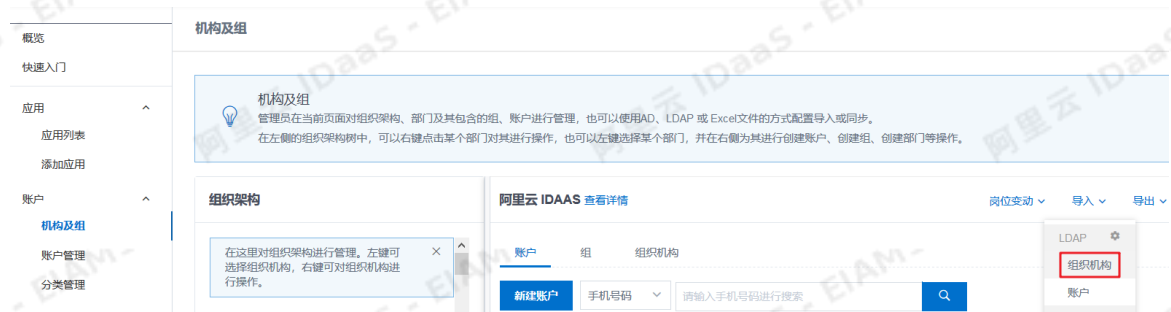 概览
快速入门
应用
应用列表
添加应用
账户
机构及组
账户管理
分类管理
机构及组
机构及组
管理员在当前页面对组织架构、部门及其包含的组、账户进行管理，也可以使用AD、LDAP 或 Excel文件的方式配置导入或同步。
在左侧的组织架构树中，可以右键点击某个部门对其进行操作，也可以左键选择某个部门，并在右侧为其进行创建账户、创建组、创建部门等操作。
组织架构
在这里对组织架构进行管理。左键可
选择组织机构，右键可对组织机构进
行操作。
阿里云 IDAAS 查看详情
岗位变动 导入 导出
账户 组 组织机构
新建账户 手机号码 请输入手机号码进行搜索
LDAP
组织机构
账户
阿里云 IDaaS - EIAM